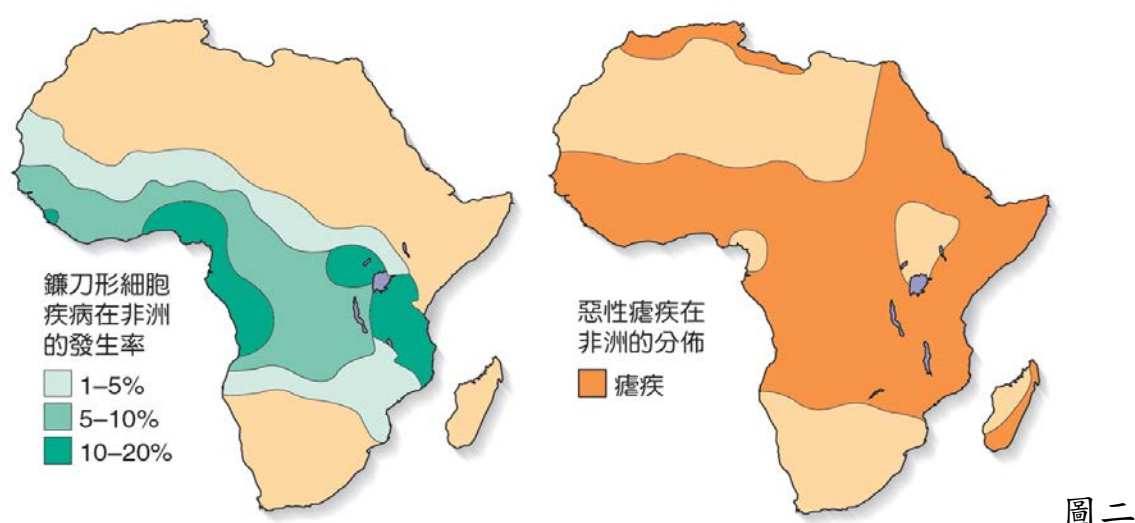 鐮刀形細胞
疾病在非洲
的發生率
1–5%
5–10%
10–20%
惡性瘧疾在
非洲的分佈
瘧疾
圖二